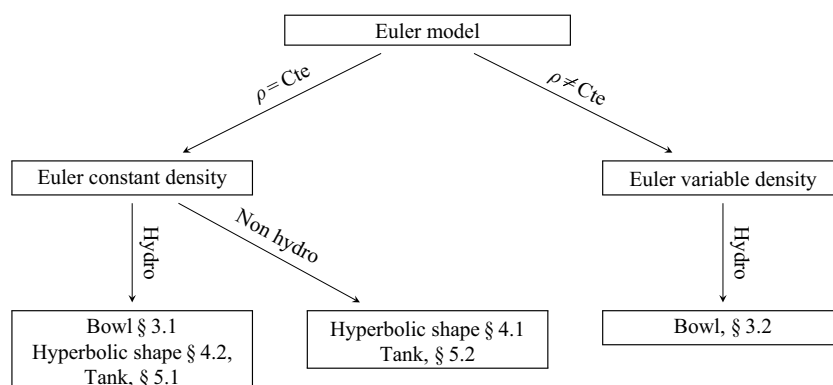 Euler model
ρ = Cte
ρ ≠ Cte
Euler constant density
Euler variable density
Hydro
Non hydro
Hydro
Bowl § 3.1
Hyperbolic shape § 4.2,
Tank, § 5.1
Hyperbolic shape § 4.1
Tank, § 5.2
Bowl, § 3.2